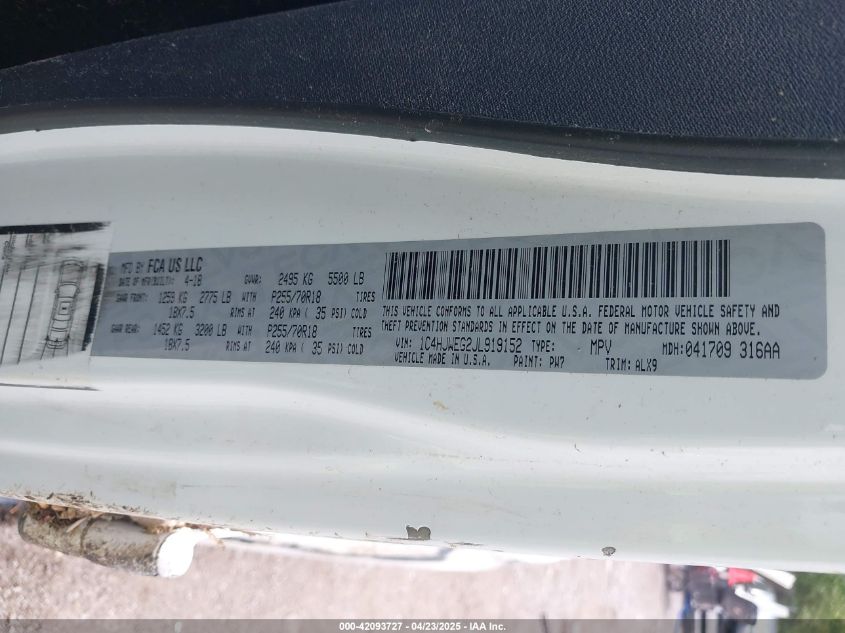 MFD BY FCA US LLC
DATE OF MFR/BUILT: 4-18 GVWR: 2495 KG 5500 LB
GAWR FRONT: 1259 KG 2775 LB WITH P255/70R18 TIRES
18X7.5 RIMS AT 240 KPA ( 35 PSI) COLD
GAWR REAR: 1452 KG 3200 LB WITH P255/70R18 TIRES
18X7.5 RIMS AT 240 KPA ( 35 PSI) COLD
THIS VEHICLE CONFORMS TO ALL APPLICABLE U.S.A. FEDERAL MOTOR VEHICLE SAFETY AND
THEFT PREVENTION STANDARDS IN EFFECT ON THE DATE OF MANUFACTURE SHOWN ABOVE.
VIN: 1C4HJWEG2JL919152 TYPE: MPV MDH: 041709 316AA
VEHICLE MADE IN U.S.A. PAINT: PW7 TRIM: ALX9
000-42093727 - 04/23/2025 - IAA Inc.